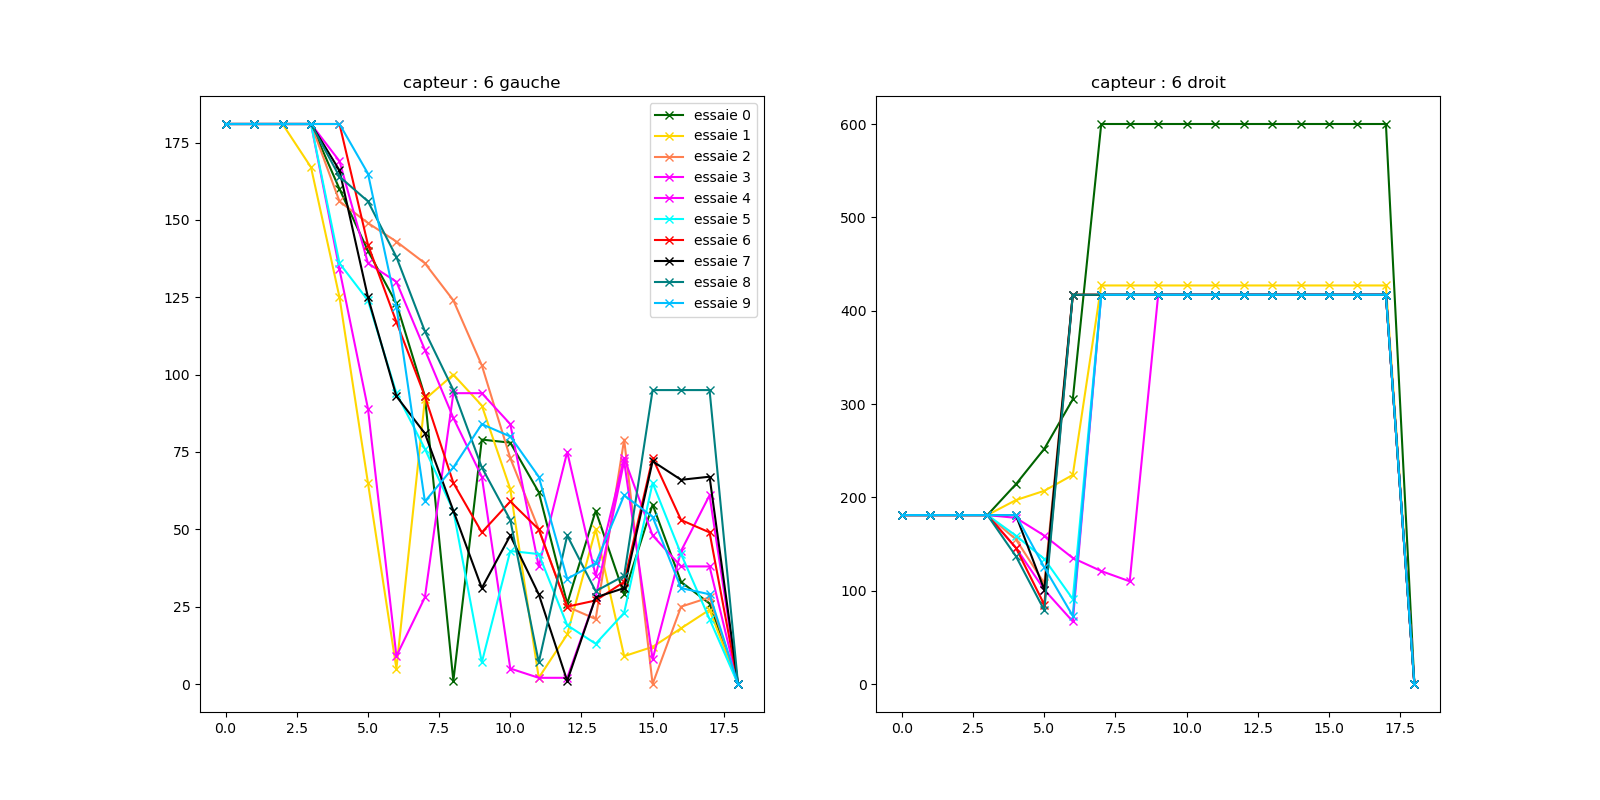 capteur : 6 gauche
175
150
125
100
75
50
25
0
0.0 2.5 5.0 7.5 10.0 12.5 15.0 17.5
essaie 0
essaie 1
essaie 2
essaie 3
essaie 4
essaie 5
essaie 6
essaie 7
essaie 8
essaie 9
capteur : 6 droit
600
500
400
300
200
100
0
0.0 2.5 5.0 7.5 10.0 12.5 15.0 17.5